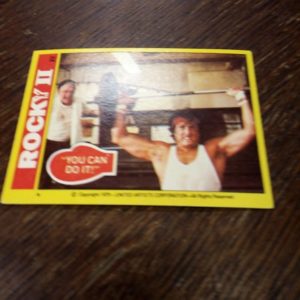 ROCKY II
"YOU CAN
DO IT!"
© Copyright 1979 - UNITED ARTISTS CORPORATION - All Rights Reserved